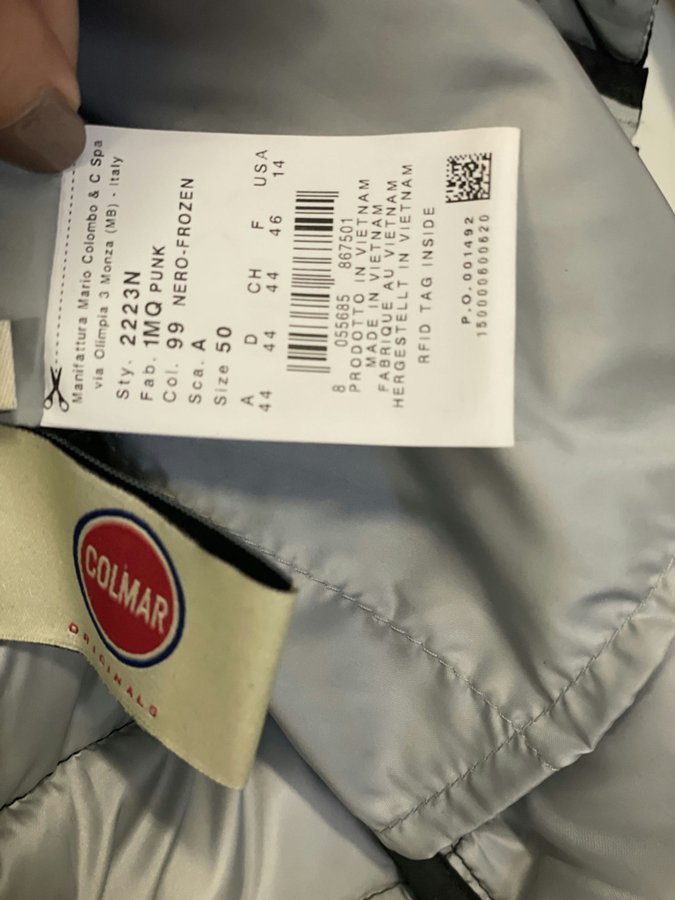 Manifattura Mario Colombo & C Spa
via Olimpia 3 Monza (MB) - Italy
Sty. 2223N
Fab. 1MQ PUNK
Col. 99 NERO-FROZEN
Sca. A
Size 50
A D CH F USA
44 44 44 46 14
8 055685 867501
PRODOTTO IN VIETNAM
MADE IN VIETNAM
FABRIQUE AU VIETNAM
HERGESTELLT IN VIETNAM
RFID TAG INSIDE
P.O. 001492
150000600620
COLMAR
ORIGINALS